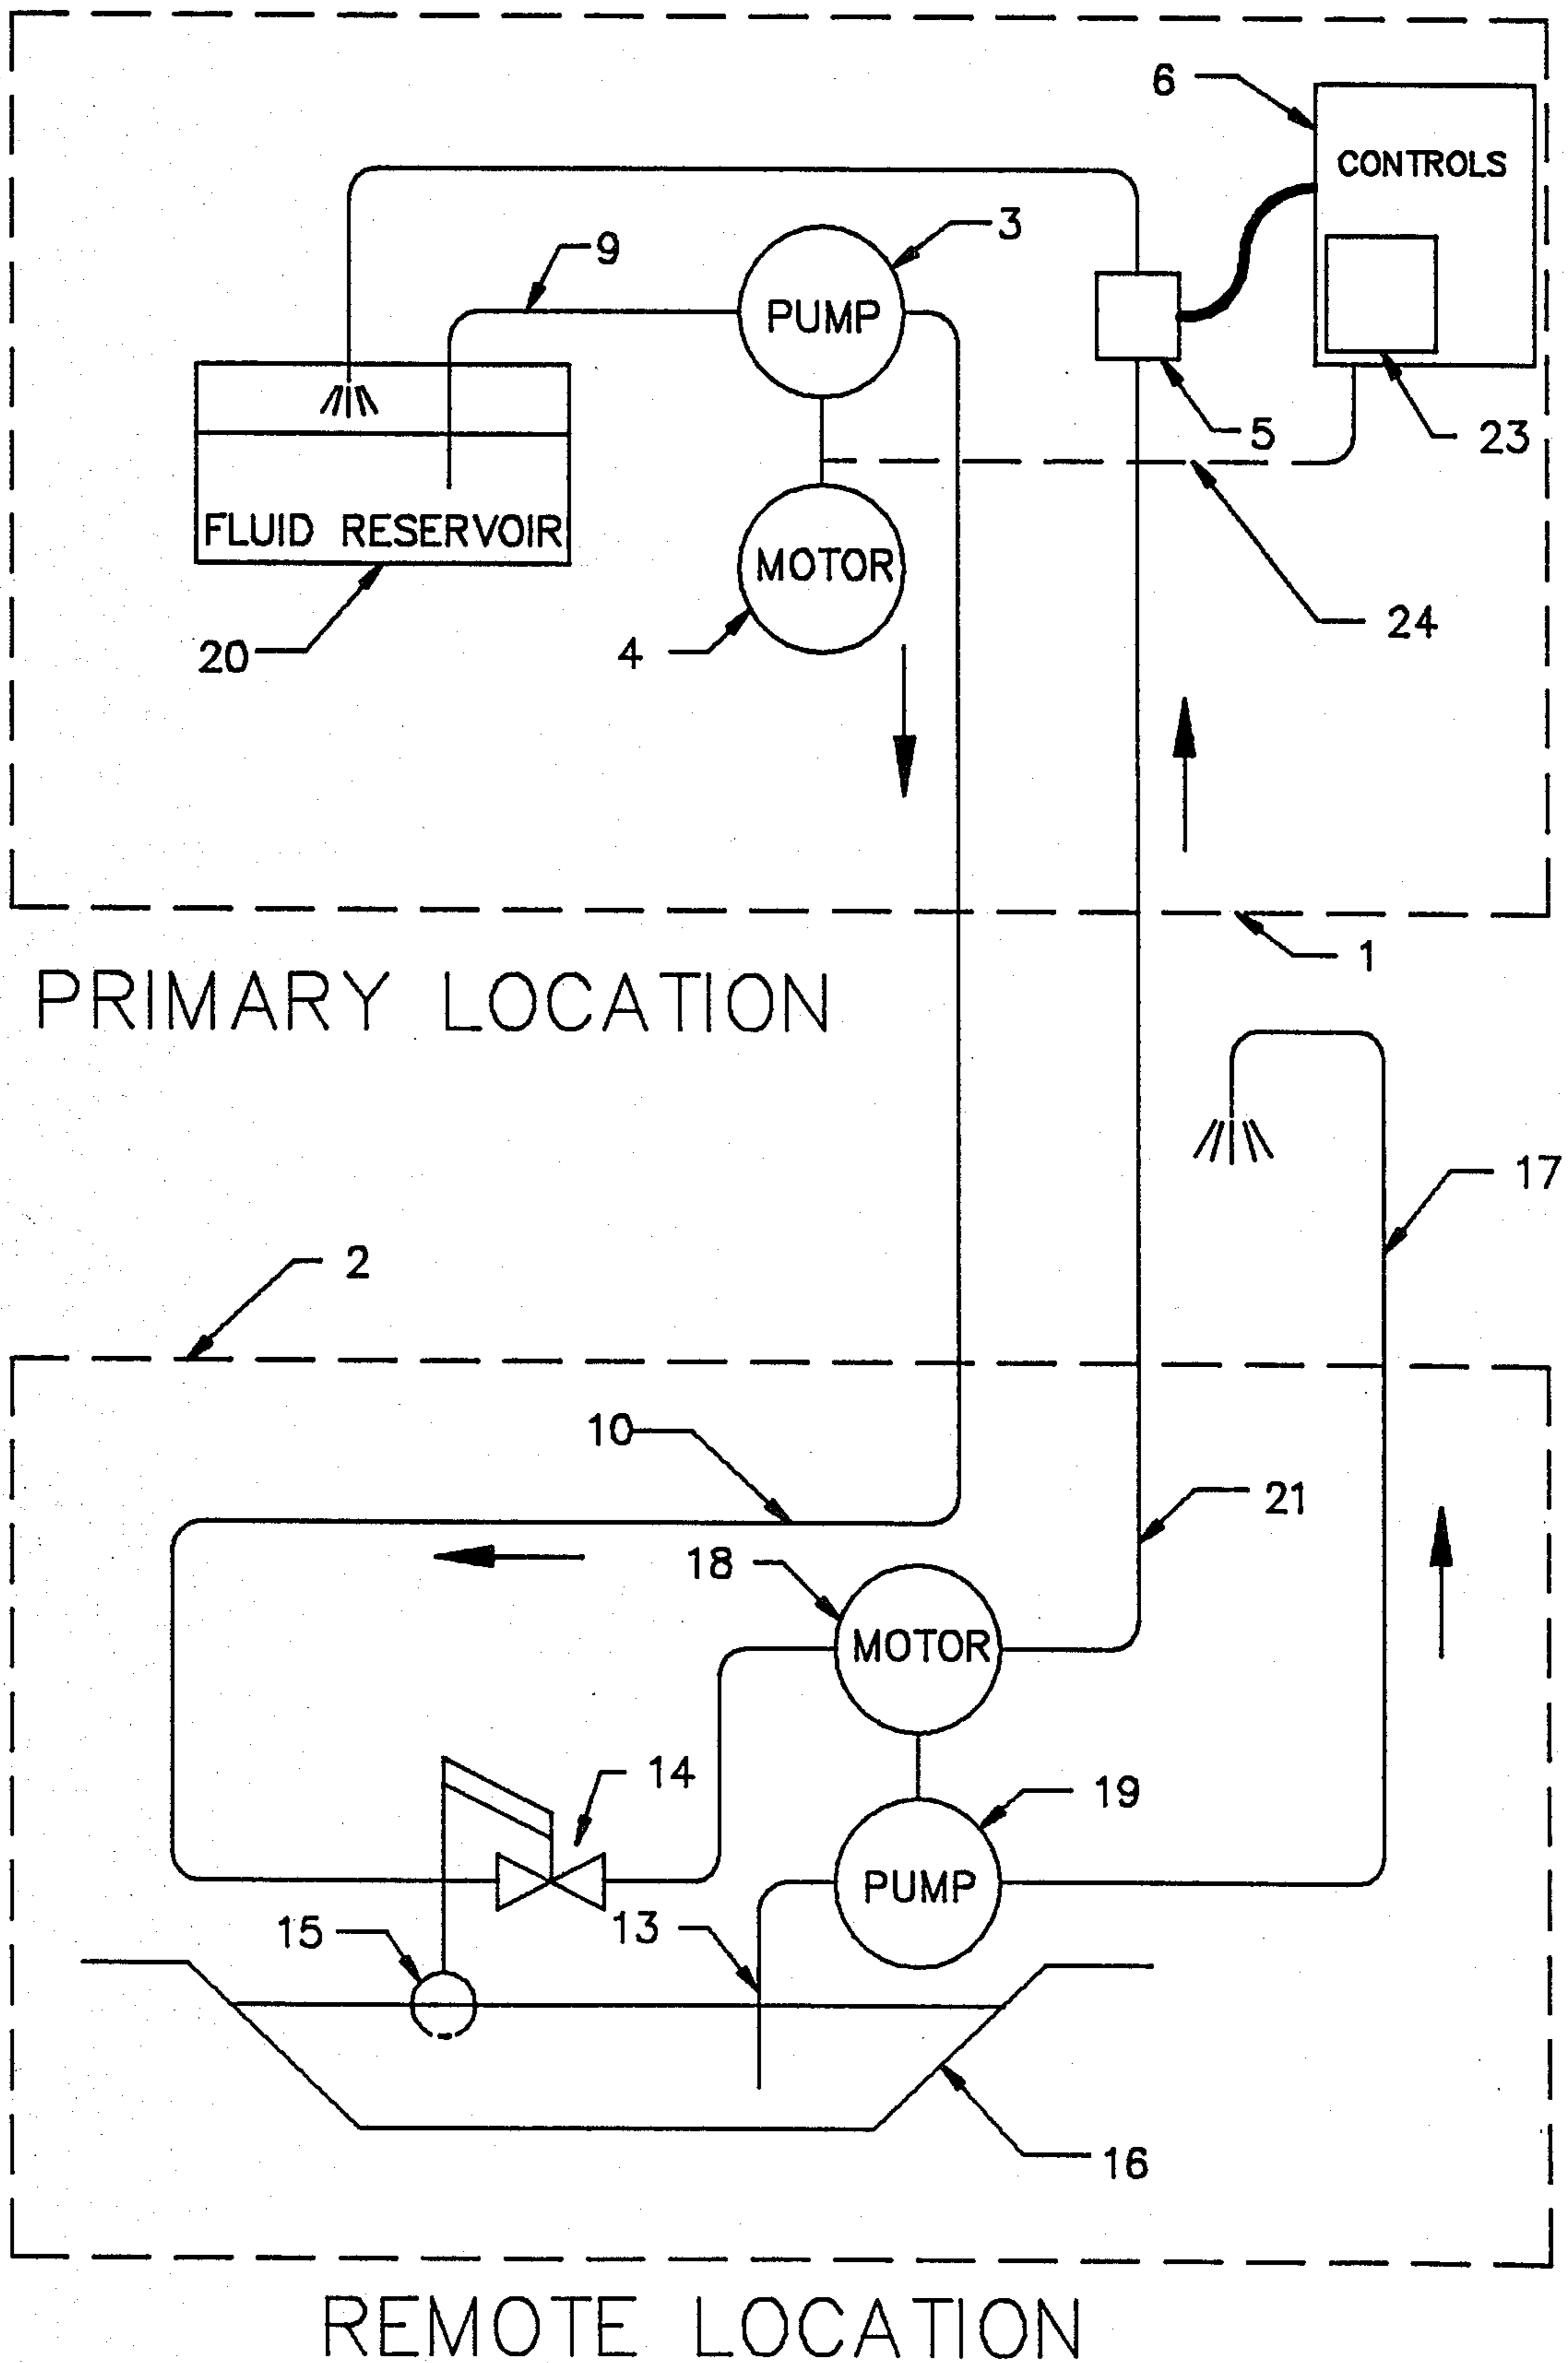 6
CONTROLS
3
9
PUMP
5
23
FLUID RESERVOIR
MOTOR
24
20
4
1
PRIMARY LOCATION
17
2
10
21
18
MOTOR
14
19
PUMP
15
13
16
REMOTE LOCATION